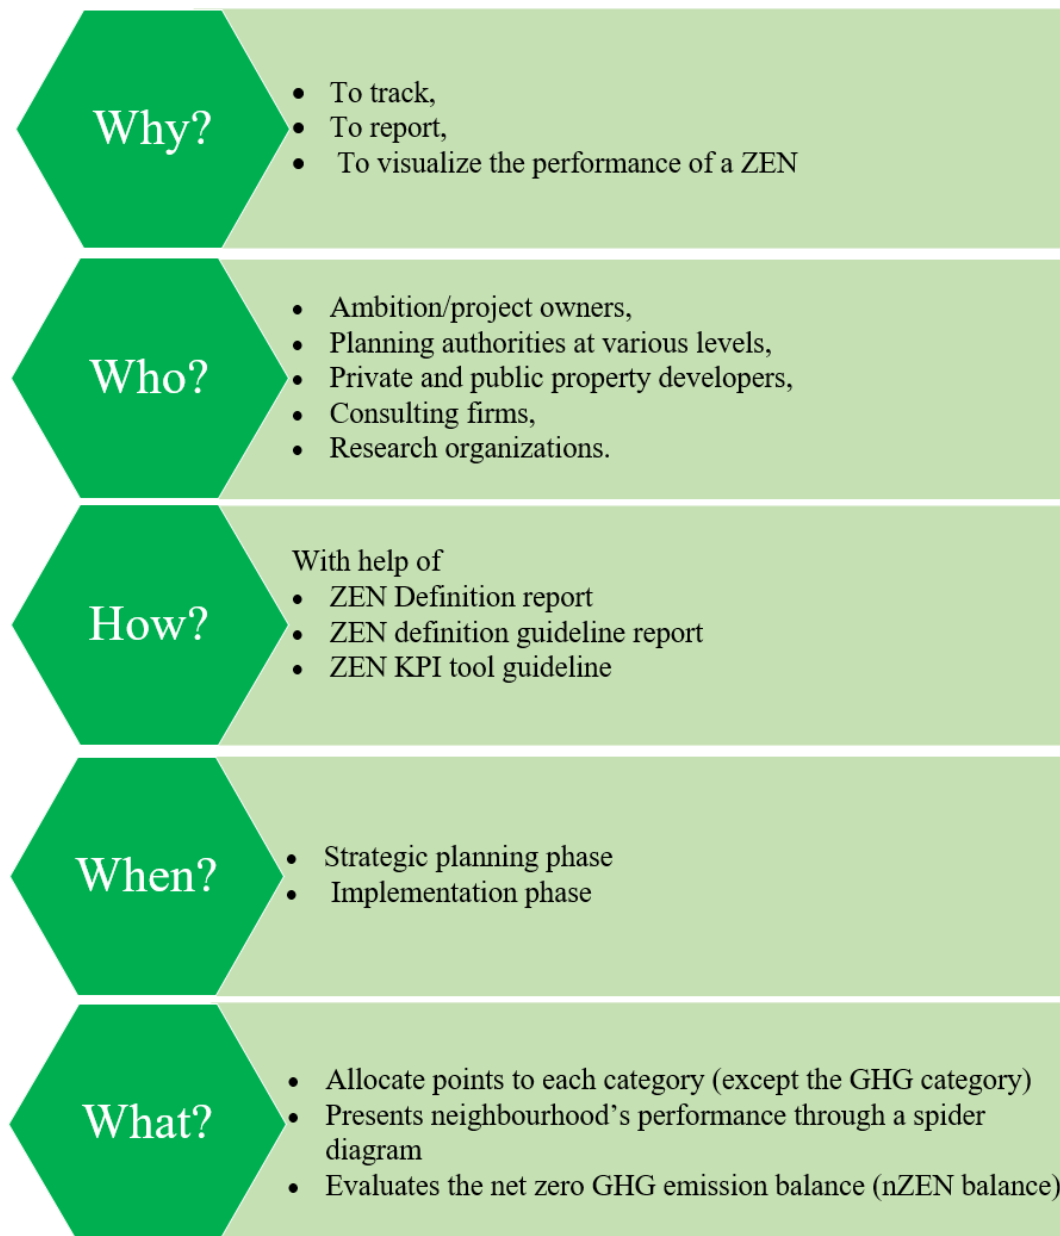 Why?
• To track,
• To report,
• To visualize the performance of a ZEN
Who?
• Ambition/project owners,
• Planning authorities at various levels,
• Private and public property developers,
• Consulting firms,
• Research organizations.
How?
With help of
• ZEN Definition report
• ZEN definition guideline report
• ZEN KPI tool guideline
When?
• Strategic planning phase
• Implementation phase
What?
• Allocate points to each category (except the GHG category)
• Presents neighbourhood’s performance through a spider
diagram
• Evaluates the net zero GHG emission balance (nZEN balance)